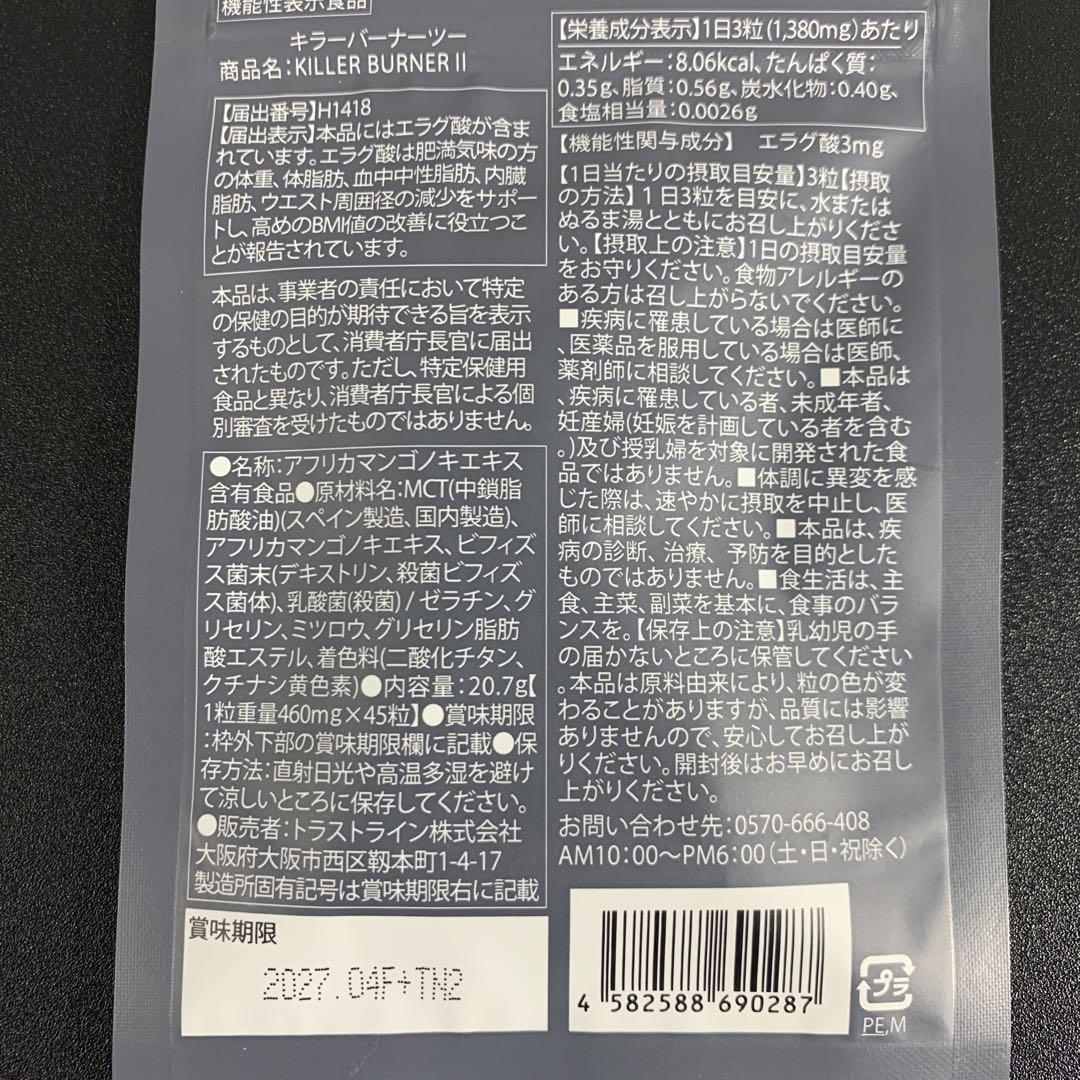 機能性表示食品
キラーバーナーツー
商品名:KILLER BURNER II
【届出番号】H1418
【届出表示】本品にはエラグ酸が含ま
れています。エラグ酸は肥満気味の方
の体重、体脂肪、血中中性脂肪、内臓
脂肪、ウエスト周囲径の減少をサポー
トし、高めのBMI値の改善に役立つこ
とが報告されています。
本品は、事業者の責任において特定
の保健の目的が期待できる旨を表示
するものとして、消費者庁長官に届出
されたものです。ただし、特定保健用
食品と異なり、消費者庁長官による個
別審査を受けたものではありません。
●名称:アフリカマンゴノキエキス
含有食品●原材料名:MCT(中鎖脂
肪酸油)(スペイン製造、国内製造)、
アフリカマンゴノキエキス、ビフィズ
ス菌末(デキストリン、殺菌ビフィズ
ス菌体)、乳酸菌(殺菌) / ゼラチン、グ
リセリン、ミツロウ、グリセリン脂肪
酸エステル、着色料(二酸化チタン、
クチナシ黄色素)●内容量:20.7g【
1粒重量460mg×45粒】●賞味期限
:枠外下部の賞味期限欄に記載●保
存方法:直射日光や高温多湿を避け
て涼しいところに保存してください。
●販売者:トラストライン株式会社
大阪府大阪市西区靱本町1-4-17
製造所固有記号は賞味期限右に記載
賞味期限
2027.04F+TN2
【栄養成分表示】1日3粒(1,380mg)あたり
エネルギー:8.06kcal、たんぱく質:
0.35g、脂質:0.56g、炭水化物:0.40g、
食塩相当量:0.0026g
【機能性関与成分】 エラグ酸3mg
【1日当たりの摂取目安量】3粒【摂取
の方法】1日3粒を目安に、水または
ぬるま湯とともにお召し上がりくださ
い。【摂取上の注意】1日の摂取目安量
をお守りください。食物アレルギーの
ある方は召し上がらないでください。
■疾病に罹患している場合は医師に
、医薬品を服用している場合は医師、
薬剤師に相談してください。■本品は
、疾病に罹患している者、未成年者、
妊産婦(妊娠を計画している者を含む
。)及び授乳婦を対象に開発された食
品ではありません。■体調に異変を感
じた際は、速やかに摂取を中止し、医
師に相談してください。■本品は、疾
病の診断、治療、予防を目的とした
ものではありません。■食生活は、主
食、主菜、副菜を基本に、食事のバラ
ンスを。【保存上の注意】乳幼児の手
の届かないところに保管してください
。本品は原料由来により、粒の色が変
わることがありますが、品質には影響
ありませんので、安心してお召し上が
りください。開封後はお早めにお召し
上がりください。
お問い合わせ先:0570-666-408
AM10:00〜PM6:00(土・日・祝除く)
4 582588 690287
プラ
PE,M